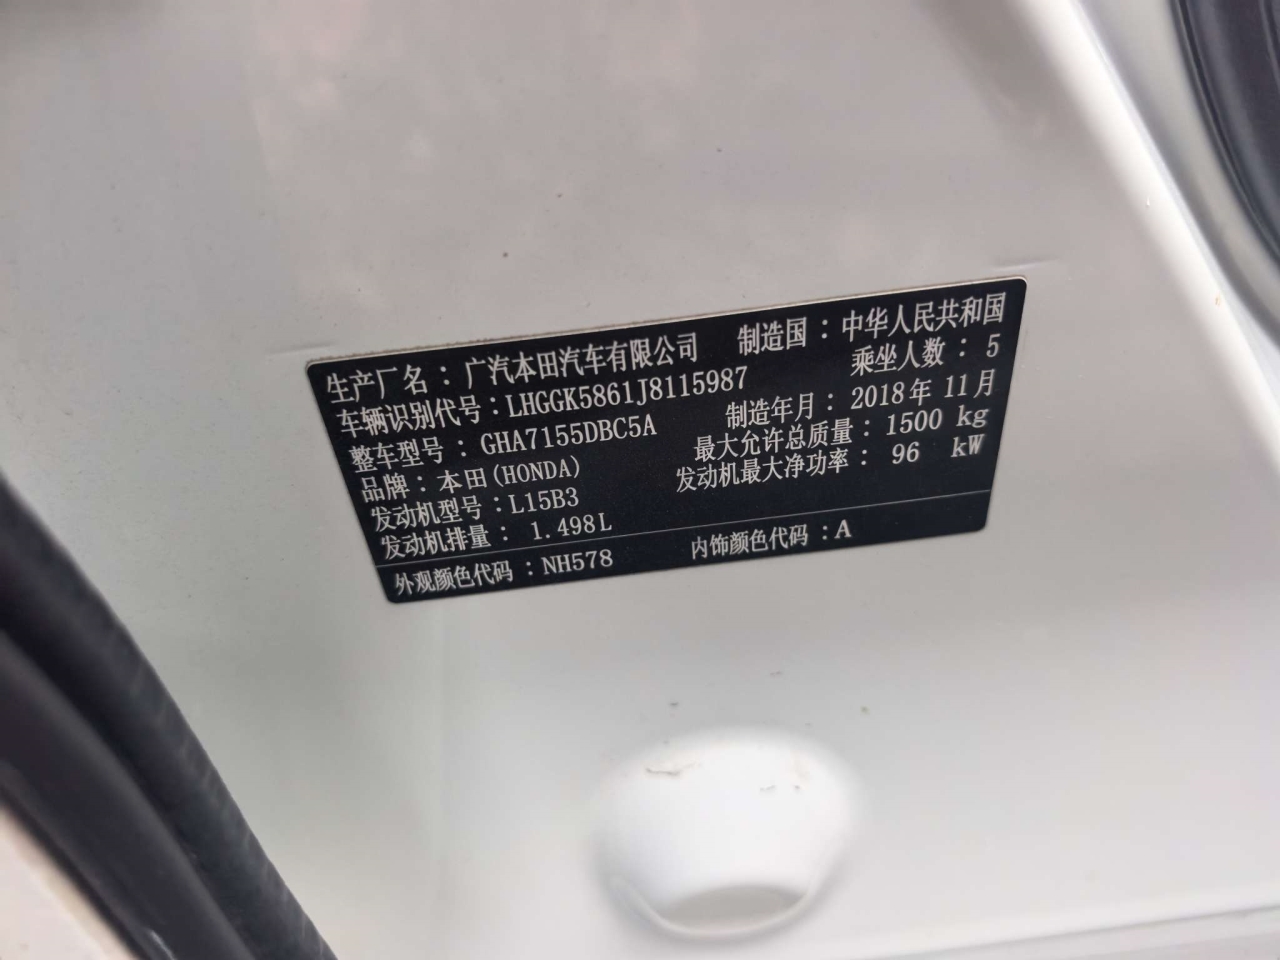 生产厂名：广汽本田汽车有限公司 制造国：中华人民共和国
车辆识别代号:LHGGK5861J8115987 乘坐人数：5
整车型号：GHA7155DBC5A 制造年月：2018年11月
品牌：本田(HONDA) 最大允许总质量：1500 kg
发动机型号:L15B3 发动机最大净功率：96 kW
发动机排量：1.498L
外观颜色代码:NH578 内饰颜色代码:A